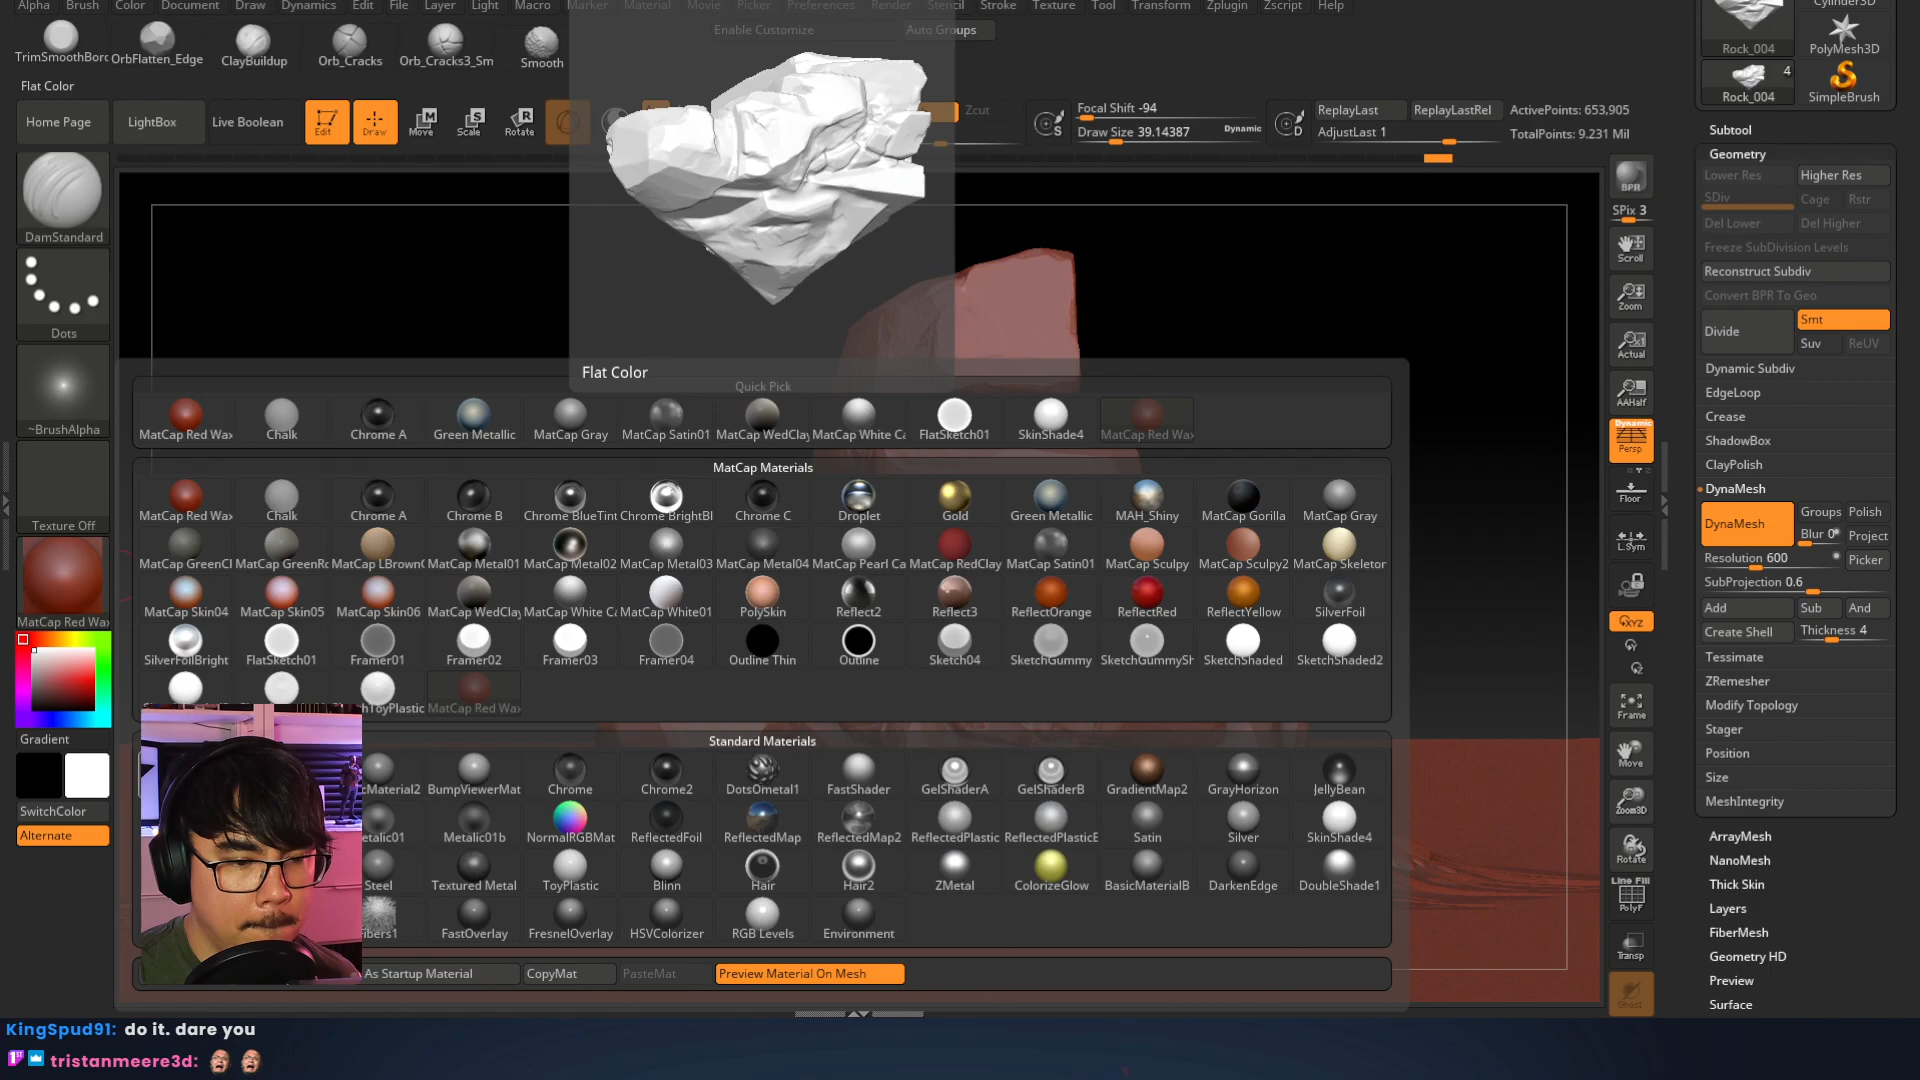 Alpha Brush Color Document Draw Dynamics Edit File Layer Light Macro Marker Material Movie Picker Preferences Render Stencil Stroke Texture Tool Transform Zplugin Zscript Help
Enable Customize Auto Groups
TrimSmoothBorc OrbFlatten_Edge ClayBuildup Orb_Cracks Orb_Cracks3_Sm Smooth
Flat Color
Home Page LightBox Live Boolean Edit Draw Move Scale Rotate
Zcut
Focal Shift -94
Draw Size 39.14387 Dynamic
S
D
ReplayLast ReplayLastRel
AdjustLast 1
ActivePoints: 653,905
TotalPoints: 9.231 Mil
DamStandard
Dots
~BrushAlpha
Texture Off
MatCap Red Wax
Gradient
SwitchColor
Alternate
Flat Color
Quick Pick
MatCap Red Wax Chalk Chrome A Green Metallic MatCap Gray MatCap Satin01 MatCap WedClay MatCap White Ca FlatSketch01 SkinShade4 MatCap Red Wax
MatCap Materials
MatCap Red Wax Chalk Chrome A Chrome B Chrome BlueTint Chrome BrightBl Chrome C Droplet Gold Green Metallic MAH_Shiny MatCap Gorilla MatCap Gray
MatCap GreenCl MatCap GreenRo MatCap LBrown MatCap Metal01 MatCap Metal02 MatCap Metal03 MatCap Metal04 MatCap Pearl Ca MatCap RedClay MatCap Satin01 MatCap Sculpy MatCap Sculpy2 MatCap Skeletor
MatCap Skin04 MatCap Skin05 MatCap Skin06 MatCap WedClay MatCap White Ca MatCap White01 PolySkin Reflect2 Reflect3 ReflectOrange ReflectRed ReflectYellow SilverFoil
SilverFoilBright FlatSketch01 Framer01 Framer02 Framer03 Framer04 Outline Thin Outline Sketch04 SketchGummy SketchGummySh SketchShaded SketchShaded2
hToyPlastic MatCap Red Wax
Standard Materials
cMaterial2 BumpViewerMat Chrome Chrome2 DotsOmetal1 FastShader GelShaderA GelShaderB GradientMap2 GrayHorizon JellyBean
etalic01 Metalic01b NormalRGBMat ReflectedFoil ReflectedMap ReflectedMap2 ReflectedPlastic ReflectedPlasticB Satin Silver SkinShade4
Steel Textured Metal ToyPlastic Blinn Hair Hair2 ZMetal ColorizeGlow BasicMaterialB DarkenEdge DoubleShade1
ibers1 FastOverlay FresnelOverlay HSVColorizer RGB Levels Environment
As Startup Material CopyMat PasteMat Preview Material On Mesh
BPR
SPix 3
Scroll
Zoom
Actual
AAHalf
Dynamic
Persp
Floor
L.Sym
XYZ
Frame
Move
Zoom3D
Rotate
Line Fill
PolyF
Transp
Ghost
Cylinder3D
Rock_004 PolyMesh3D
4
Rock_004 SimpleBrush
Subtool
Geometry
Lower Res Higher Res
SDiv Cage Rstr
Del Lower Del Higher
Freeze SubDivision Levels
Reconstruct Subdiv
Convert BPR To Geo
Divide Smt
Suv ReUV
Dynamic Subdiv
EdgeLoop
Crease
ShadowBox
ClayPolish
DynaMesh
DynaMesh Groups Polish
Blur 0 Project
Resolution 600 Picker
SubProjection 0.6
Add Sub And
Create Shell Thickness 4
Tessimate
ZRemesher
Modify Topology
Stager
Position
Size
MeshIntegrity
ArrayMesh
NanoMesh
Thick Skin
Layers
FiberMesh
Geometry HD
Preview
Surface
KingSpud91: do it. dare you
1ST tristanmeere3d: